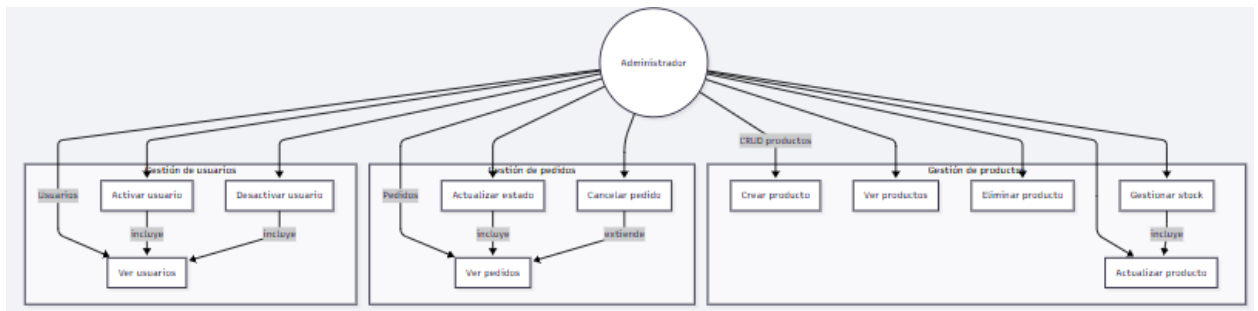 Administrador
CRUD productos
Gestión de usuarios
Gestión de pedidos
Gestión de productos
Usuarios
Activar usuario
Desactivar usuario
Pedidos
Actualizar estado
Cancelar pedido
Crear producto
Ver productos
Eliminar producto
Gestionar stock
incluye
incluye
incluye
extiende
incluye
Ver usuarios
Ver pedidos
Actualizar producto